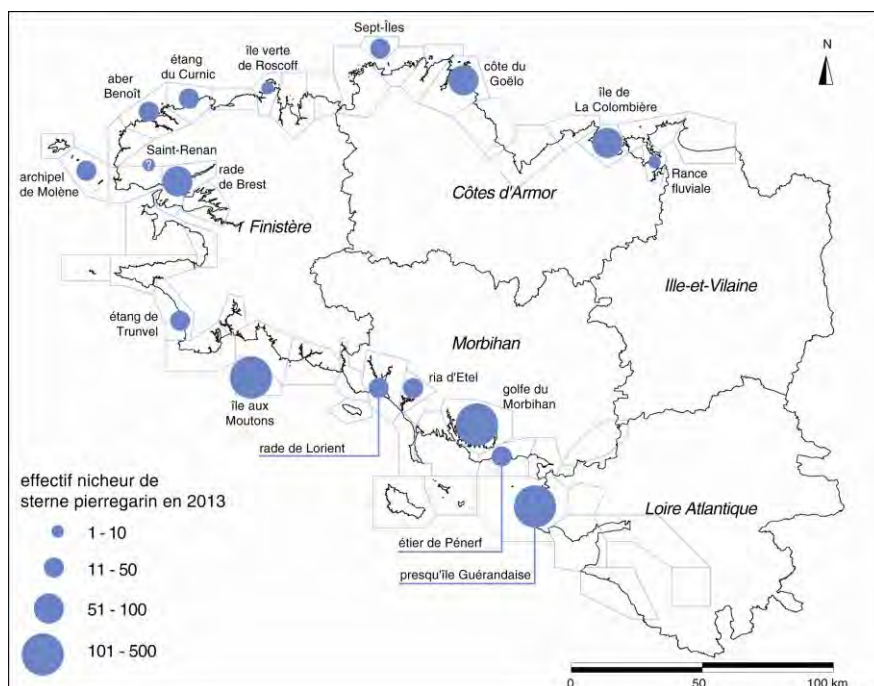 Sept-Îles
N
île verte
de Roscoff
étang
du Curnic
côte du
Goëlo
aber
Benoît
île de
La Colombière
Saint-Renan
?
archipel
de Molène
rade
de Brest
Rance
fluviale
Côtes d'Armor
Finistère
Ille-et-Vilaine
étang de
Trunvel
Morbihan
ria d'Etel
golfe du
Morbihan
île aux
Moutons
rade de Lorient
effectif nicheur de
sterne pierregarin en 2013
Loire Atlantique
1 - 10
étier de Pénerf
11 - 50
presqu'île Guérandaise
51 - 100
101 - 500
0 50 100 km